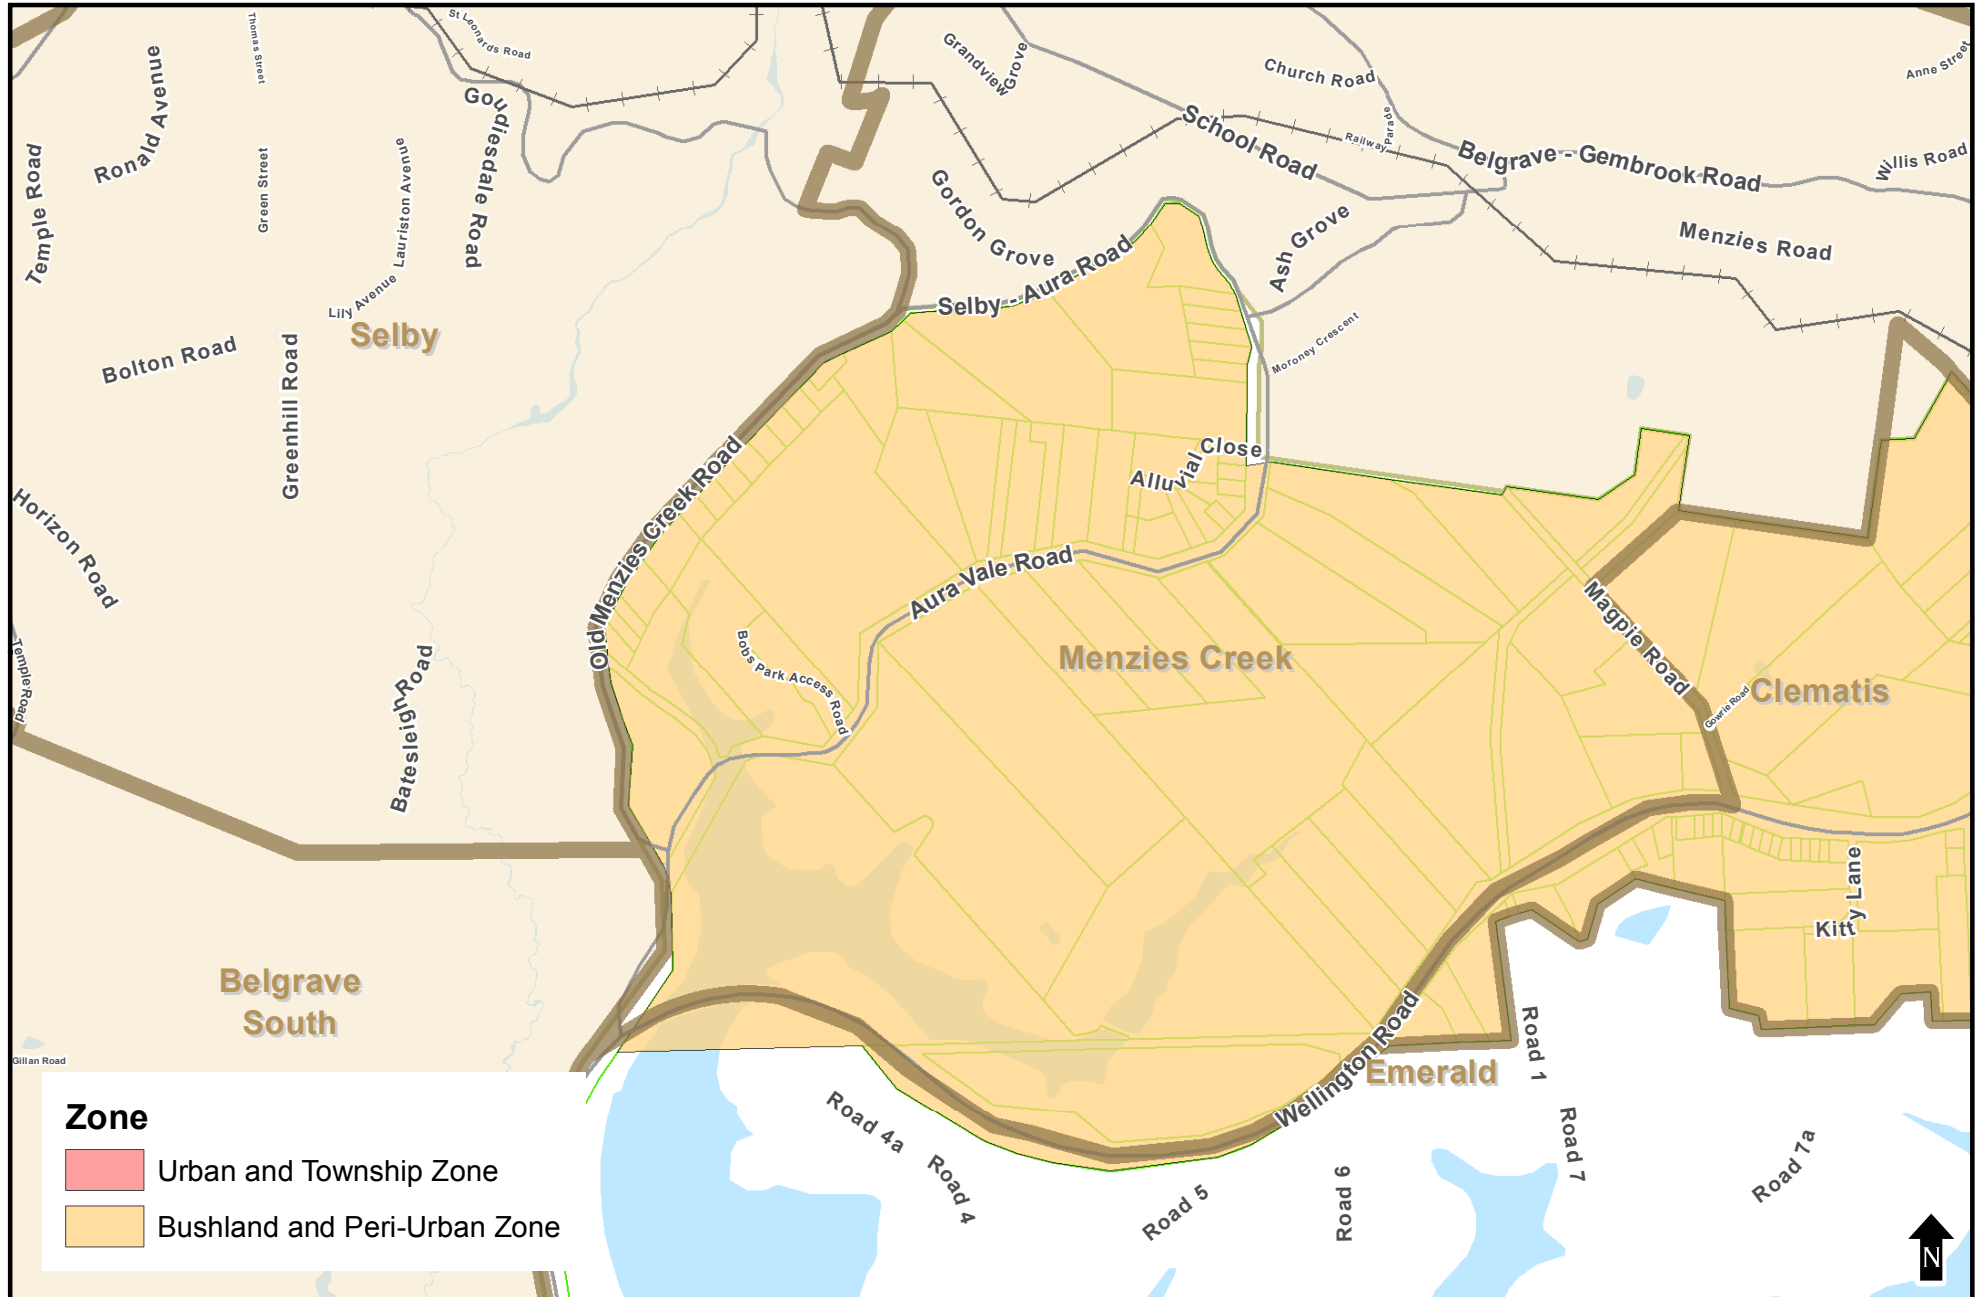 St Leonards Road
Thomas Street
Ronald Avenue
Goudiesdale Road
Grandview Grove
Church Road
Anne Street
School Road
Railway Parade
Belgrave - Gembrook Road
Willis Road
Temple Road
Green Street
Lauriston Avenue
Lily Avenue
Gordon Grove
Ash Grove
Menzies Road
Selby - Aura Road
Selby
Bolton Road
Greenhill Road
Moroney Crescent
Old Menzies Creek Road
Alluvial Close
Horizon Road
Aura Vale Road
Magpie Road
Temple Road
Batesleigh Road
Bobs Park Access Road
Menzies Creek
Gowrie Road
Clematis
Kitty Lane
Belgrave
South
Gillan Road
Wellington Road
Emerald
Road 1
Road 4a
Road 4
Road 5
Road 6
Road 7
Road 7a
Zone
Urban and Township Zone
Bushland and Peri-Urban Zone
N